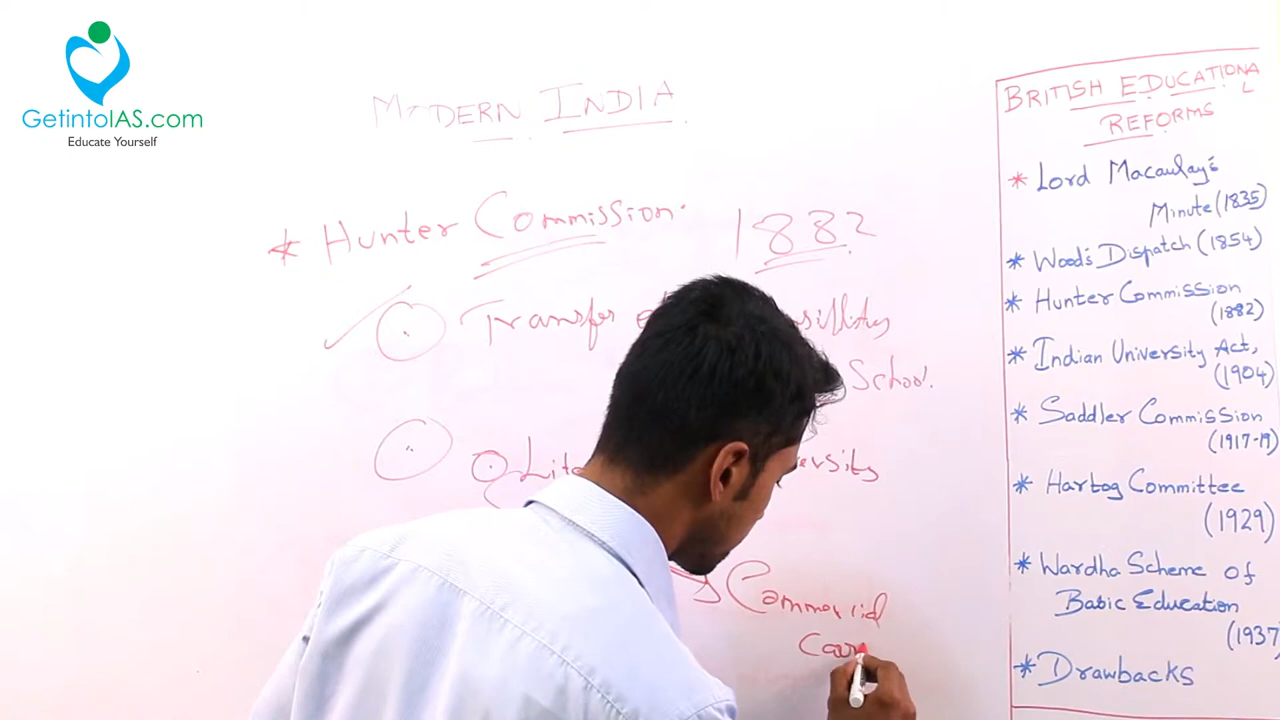 GetintoIAS.com
Educate Yourself
MODERN INDIA
* Hunter Commission. 1882
Transfer
School.
Commercial
BRITISH EDUCATIONAL
REFORMS
* Lord Macaulay's
Minute (1835)
* Wood's Dispatch (1854)
* Hunter Commission
(1882)
* Indian University Act,
(1904)
* Saddler Commission
(1917-19)
* Hartog Committee
(1929)
* Wardha Scheme of
Basic Education
(1937)
* Drawbacks